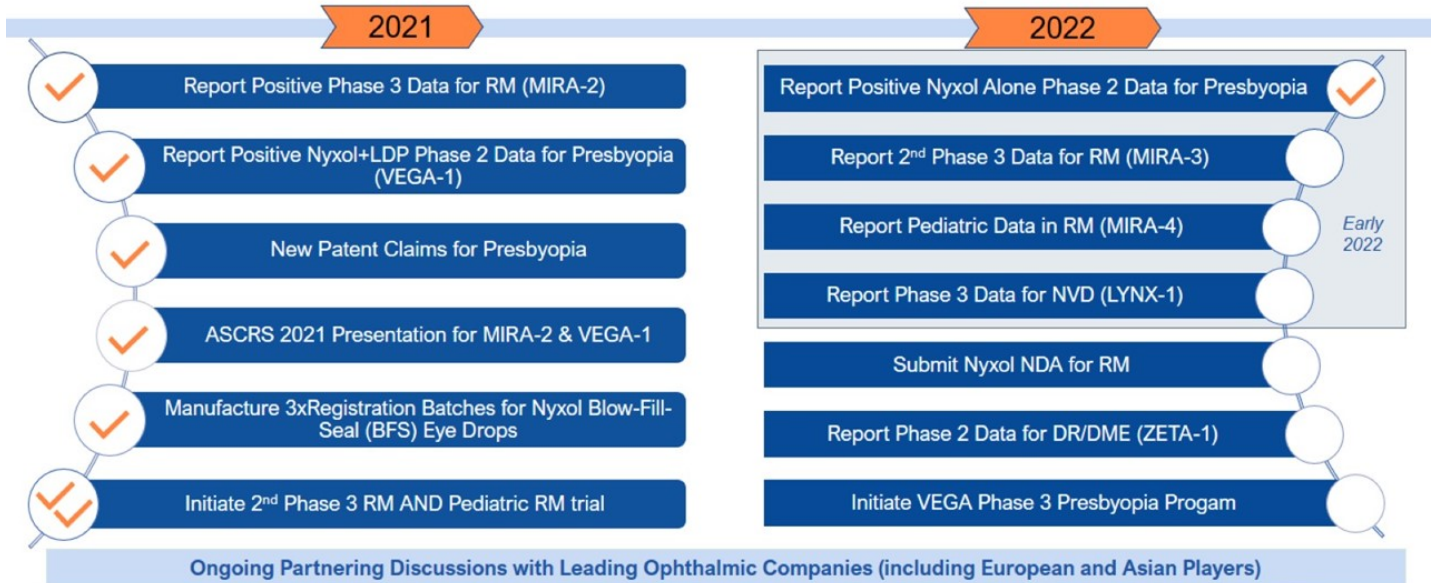 2021
2022
Report Positive Phase 3 Data for RM (MIRA-2)
Report Positive Nyxol+LDP Phase 2 Data for Presbyopia
(VEGA-1)
New Patent Claims for Presbyopia
ASCRS 2021 Presentation for MIRA-2 & VEGA-1
Manufacture 3xRegistration Batches for Nyxol Blow-Fill-
Seal (BFS) Eye Drops
Initiate 2nd Phase 3 RM AND Pediatric RM trial
Report Positive Nyxol Alone Phase 2 Data for Presbyopia
Report 2nd Phase 3 Data for RM (MIRA-3)
Report Pediatric Data in RM (MIRA-4)
Early
2022
Report Phase 3 Data for NVD (LYNX-1)
Submit Nyxol NDA for RM
Report Phase 2 Data for DR/DME (ZETA-1)
Initiate VEGA Phase 3 Presbyopia Progam
Ongoing Partnering Discussions with Leading Ophthalmic Companies (including European and Asian Players)